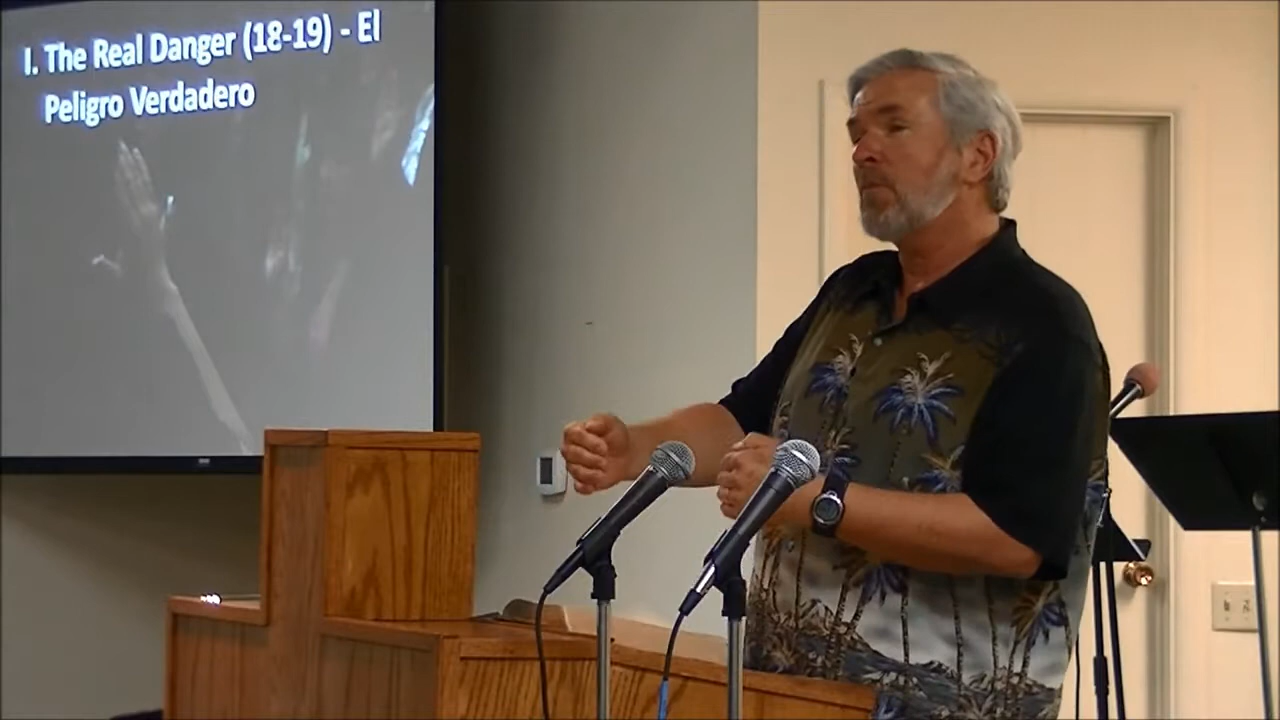 I. The Real Danger (18-19) - El
Peligro Verdadero